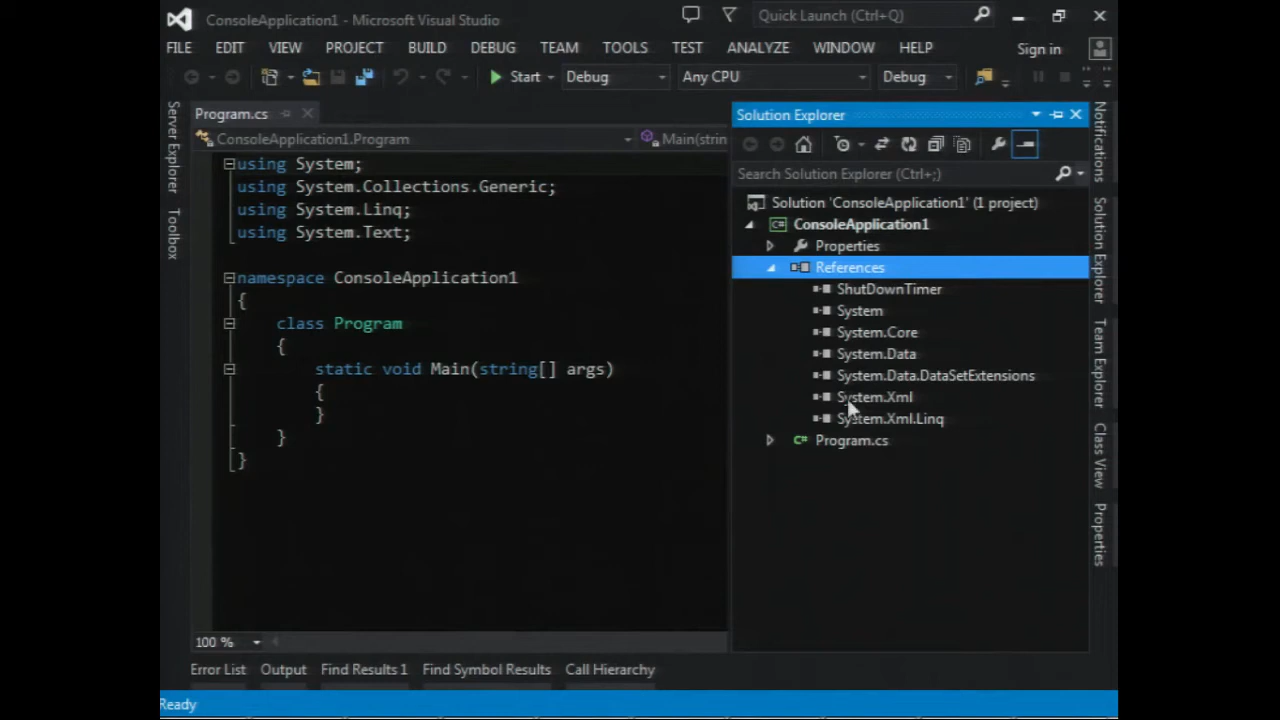 ConsoleApplication1 - Microsoft Visual Studio
Quick Launch (Ctrl+Q)
FILE EDIT VIEW PROJECT BUILD DEBUG TEAM TOOLS TEST ANALYZE WINDOW HELP Sign in
Start Debug Any CPU Debug
Server Explorer
Toolbox
Program.cs
ConsoleApplication1.Program Main(strin
using System;
using System.Collections.Generic;
using System.Linq;
using System.Text;
namespace ConsoleApplication1
{
class Program
{
static void Main(string[] args)
{
}
}
}
100 %
Solution Explorer
Search Solution Explorer (Ctrl+;)
Solution 'ConsoleApplication1' (1 project)
C# ConsoleApplication1
Properties
References
ShutDownTimer
System
System.Core
System.Data
System.Data.DataSetExtensions
System.Xml
System.Xml.Linq
C# Program.cs
Notifications
Solution Explorer
Team Explorer
Class View
Properties
Error List Output Find Results 1 Find Symbol Results Call Hierarchy
Ready